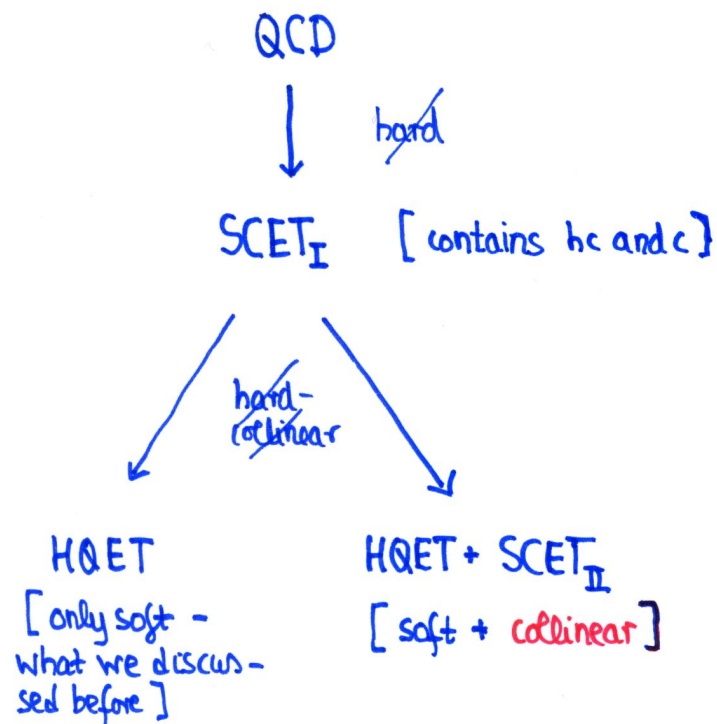 QCD
hard
SCET_I [contains hc and c]
hard-
collinear
HQET
[only soft -
what we discus-
sed before]
HQET + SCET_II
[soft + collinear]